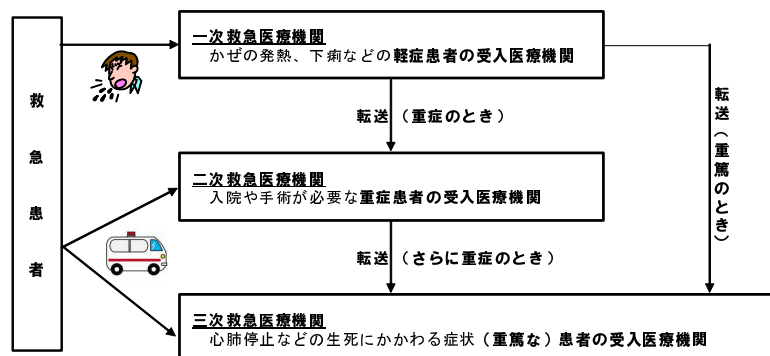 救急患者
一次救急医療機関
かぜの発熱、下痢などの軽症患者の受入医療機関
転送（重症のとき）
転送（重篤のとき）
二次救急医療機関
入院や手術が必要な重症患者の受入医療機関
転送（さらに重症のとき）
三次救急医療機関
心肺停止などの生死にかかわる症状（重篤な）患者の受入医療機関